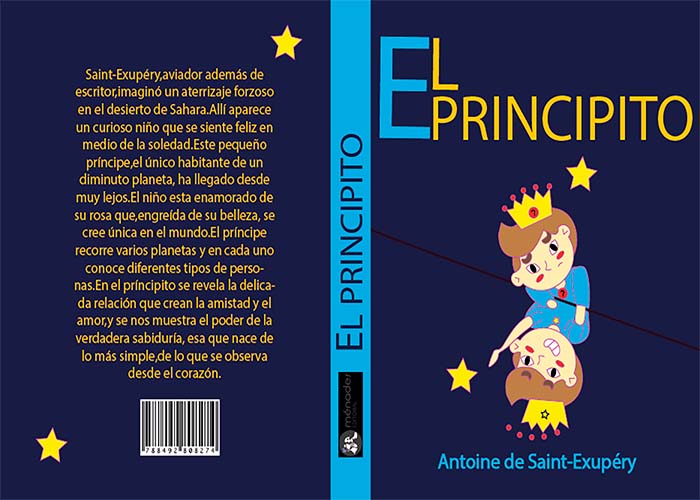 Saint-Exupéry,aviador además de
escritor,imaginó un aterrizaje forzoso
en el desierto de Sahara.Allí aparece
un curioso niño que se siente feliz en
medio de la soledad.Este pequeño
príncipe,el único habitante de un
diminuto planeta, ha llegado desde
muy lejos.El niño esta enamorado de
su rosa que,engreída de su belleza, se
cree única en el mundo.El príncipe
recorre varios planetas y en cada uno
conoce diferentes tipos de perso-
nas.En el príncipito se revela la delica-
da relación que crean la amistad y el
amor,y se nos muestra el poder de la
verdadera sabiduría, esa que nace de
lo más simple,de lo que se observa
desde el corazón.
788492808274
EL PRINCIPITO
ménades
EDITORIAL
EL
PRINCIPITO
Antoine de Saint-Exupéry